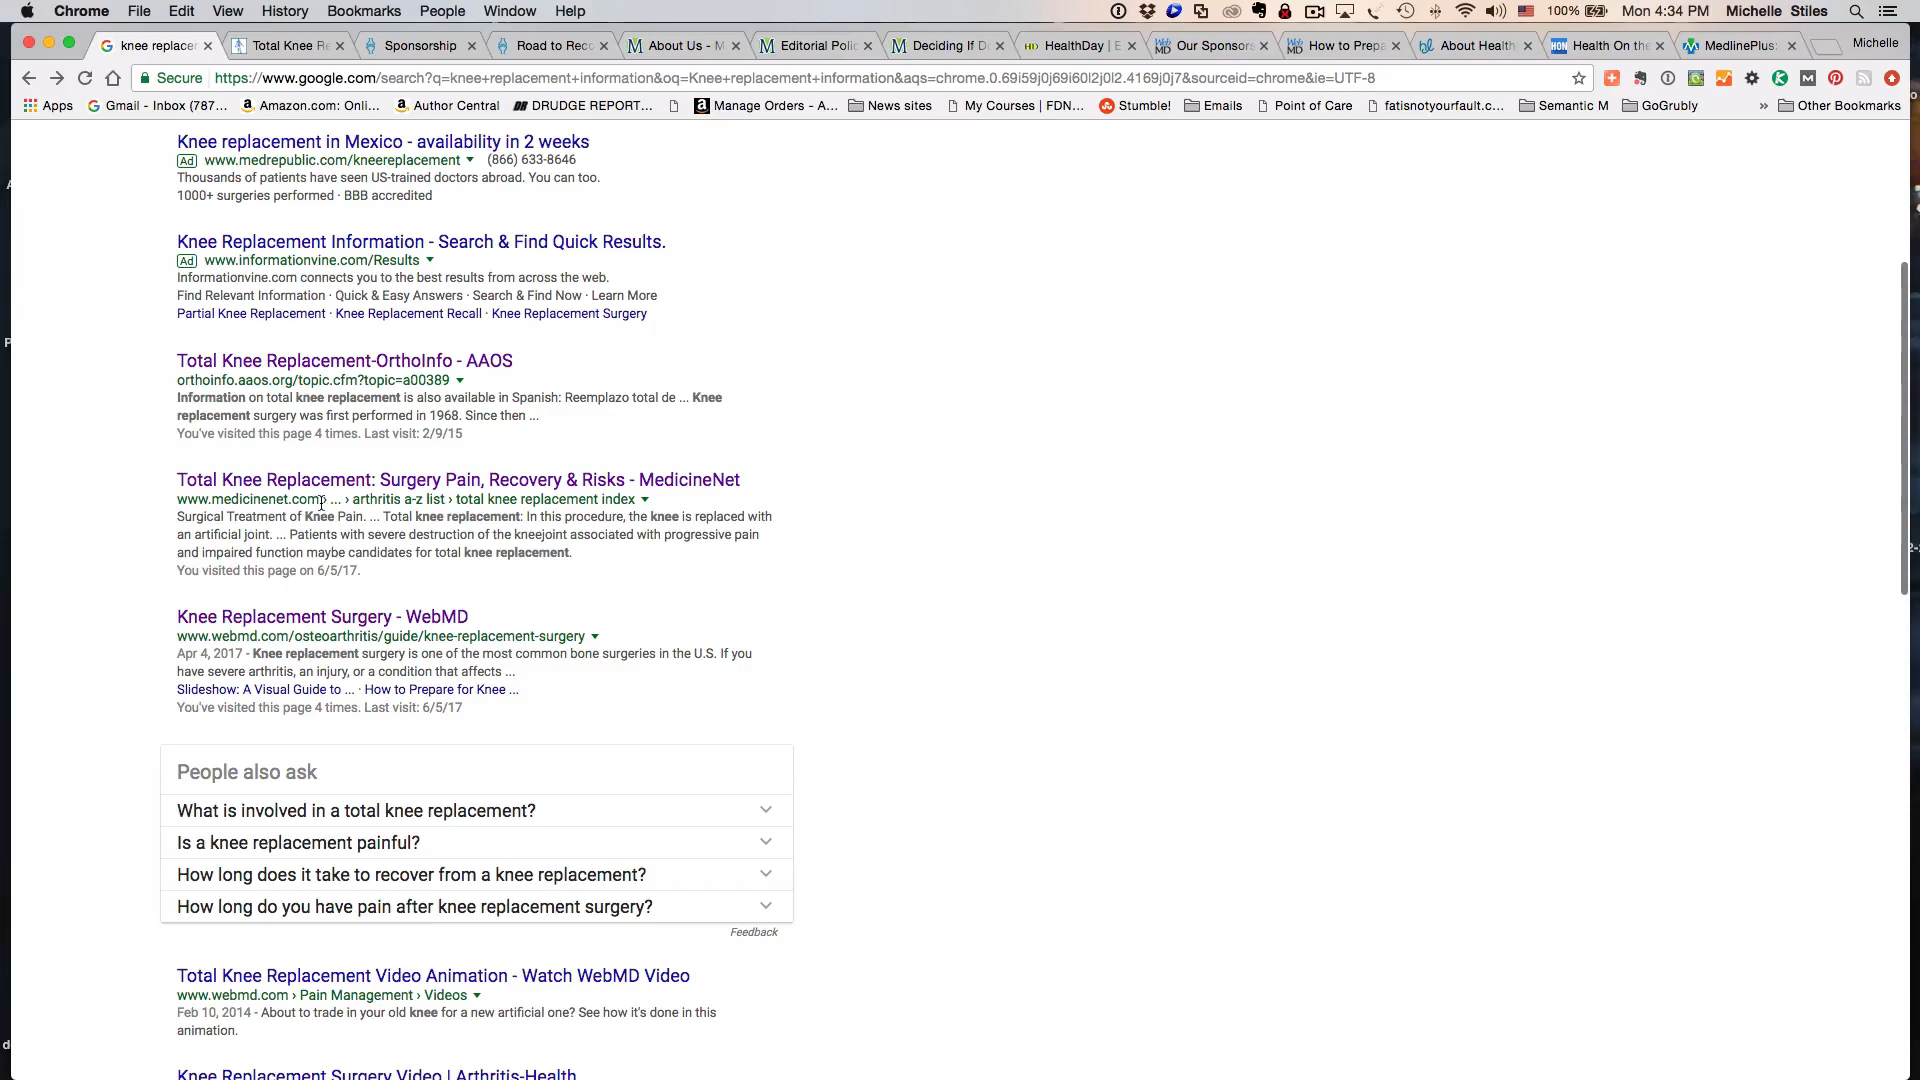 Chrome File Edit View History Bookmarks People Window Help 100% Mon 4:34 PM Michelle Stiles
knee replacer Total Knee Re Sponsorship Road to Reco About Us - M Editorial Polic Deciding If D HealthDay | E Our Sponsors How to Prepa About Health Health On the MedlinePlus: Michelle
Secure https://www.google.com/search?q=knee+replacement+information&oq=Knee+replacement+information&aqs=chrome.0.69i59j0j69i60l2j0l2.4169j0j7&sourceid=chrome&ie=UTF-8
Apps Gmail - Inbox (787... Amazon.com: Onli... Author Central DRUDGE REPORT... Manage Orders - A... News sites My Courses | FDN... Stumble! Emails Point of Care fatisnotyourfault.c... Semantic M GoGrubly » Other Bookmarks
Knee replacement in Mexico - availability in 2 weeks
Ad www.medrepublic.com/kneereplacement (866) 633-8646
Thousands of patients have seen US-trained doctors abroad. You can too.
1000+ surgeries performed · BBB accredited
Knee Replacement Information - Search & Find Quick Results.
Ad www.informationvine.com/Results
Informationvine.com connects you to the best results from across the web.
Find Relevant Information · Quick & Easy Answers · Search & Find Now · Learn More
Partial Knee Replacement · Knee Replacement Recall · Knee Replacement Surgery
Total Knee Replacement-OrthoInfo - AAOS
orthoinfo.aaos.org/topic.cfm?topic=a00389
Information on total knee replacement is also available in Spanish: Reemplazo total de ... Knee
replacement surgery was first performed in 1968. Since then ...
You've visited this page 4 times. Last visit: 2/9/15
Total Knee Replacement: Surgery Pain, Recovery & Risks - MedicineNet
www.medicinenet.com › ... › arthritis a-z list › total knee replacement index
Surgical Treatment of Knee Pain. ... Total knee replacement: In this procedure, the knee is replaced with
an artificial joint. ... Patients with severe destruction of the kneejoint associated with progressive pain
and impaired function maybe candidates for total knee replacement.
You visited this page on 6/5/17.
Knee Replacement Surgery - WebMD
www.webmd.com/osteoarthritis/guide/knee-replacement-surgery
Apr 4, 2017 - Knee replacement surgery is one of the most common bone surgeries in the U.S. If you
have severe arthritis, an injury, or a condition that affects ...
Slideshow: A Visual Guide to ... · How to Prepare for Knee ...
You've visited this page 4 times. Last visit: 6/5/17
People also ask
What is involved in a total knee replacement?
Is a knee replacement painful?
How long does it take to recover from a knee replacement?
How long do you have pain after knee replacement surgery?
Feedback
Total Knee Replacement Video Animation - Watch WebMD Video
www.webmd.com › Pain Management › Videos
Feb 10, 2014 - About to trade in your old knee for a new artificial one? See how it's done in this
animation.
Knee Replacement Surgery Video | Arthritis-Health